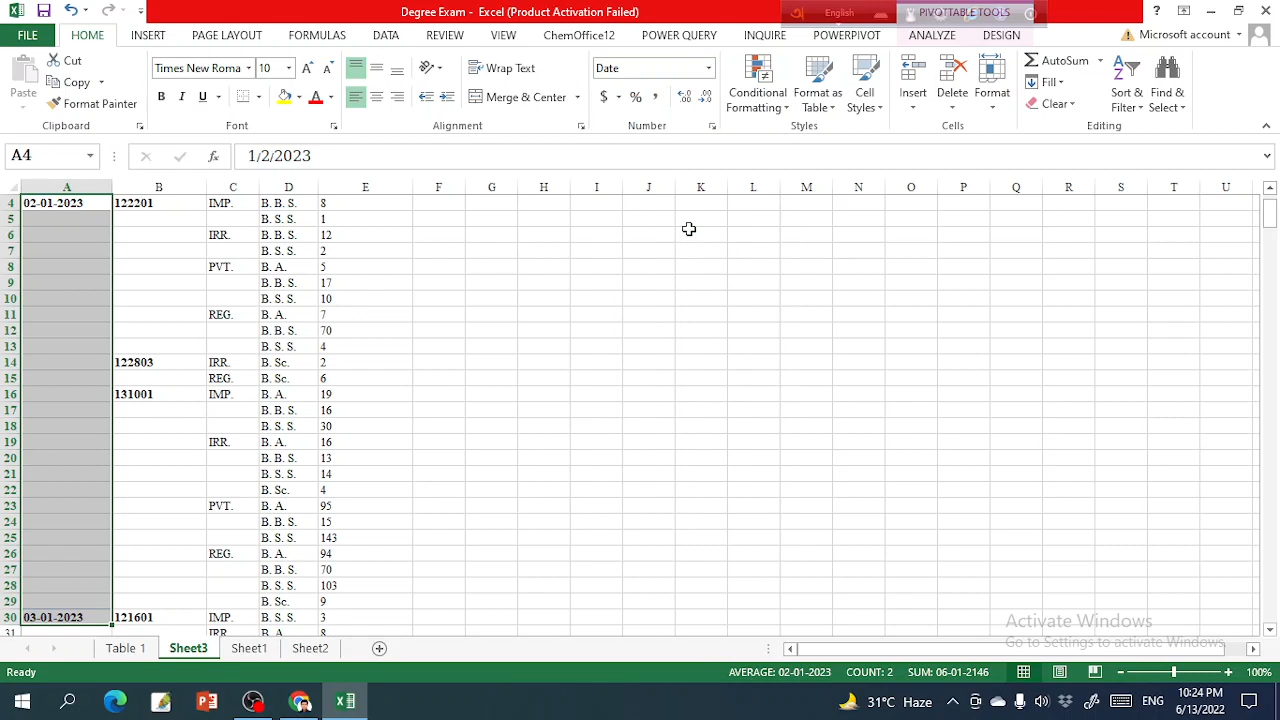 Degree Exam - Excel (Product Activation Failed)
English
PIVOTTABLE TOOLS
FILE HOME INSERT PAGE LAYOUT FORMULAS DATA REVIEW VIEW ChemOffice12 POWER QUERY INQUIRE POWERPIVOT ANALYZE DESIGN Microsoft account
Paste Cut Copy Format Painter
Times New Roma 10
B I U
Wrap Text
Merge & Center
Date
$ % ,
Conditional Formatting Format as Table Cell Styles
Insert Delete Format
AutoSum Fill Clear
Sort & Filter Find & Select
Clipboard Font Alignment Number Styles Cells Editing
A4 fx 1/2/2023
A B C D E F G H I J K L M N O P Q R S T U
4 02-01-2023 122201 IMP. B. B. S. 8
5 B. S. S. 1
6 IRR. B. B. S. 12
7 B. S. S. 2
8 PVT. B. A. 5
9 B. B. S. 17
10 B. S. S. 10
11 REG. B. A. 7
12 B. B. S. 70
13 B. S. S. 4
14 122803 IRR. B. Sc. 2
15 REG. B. Sc. 6
16 131001 IMP. B. A. 19
17 B. B. S. 16
18 B. S. S. 30
19 IRR. B. A. 16
20 B. B. S. 13
21 B. S. S. 14
22 B. Sc. 4
23 PVT. B. A. 95
24 B. B. S. 15
25 B. S. S. 143
26 REG. B. A. 94
27 B. B. S. 70
28 B. S. S. 103
29 B. Sc. 9
30 03-01-2023 121601 IMP. B. S. S. 3
31 IRR. B. A. 8
Activate Windows
Go to Settings to activate Windows.
Table 1 Sheet3 Sheet1 Sheet2
Ready AVERAGE: 02-01-2023 COUNT: 2 SUM: 06-01-2146 100%
31°C Haze ENG 10:24 PM
6/13/2022